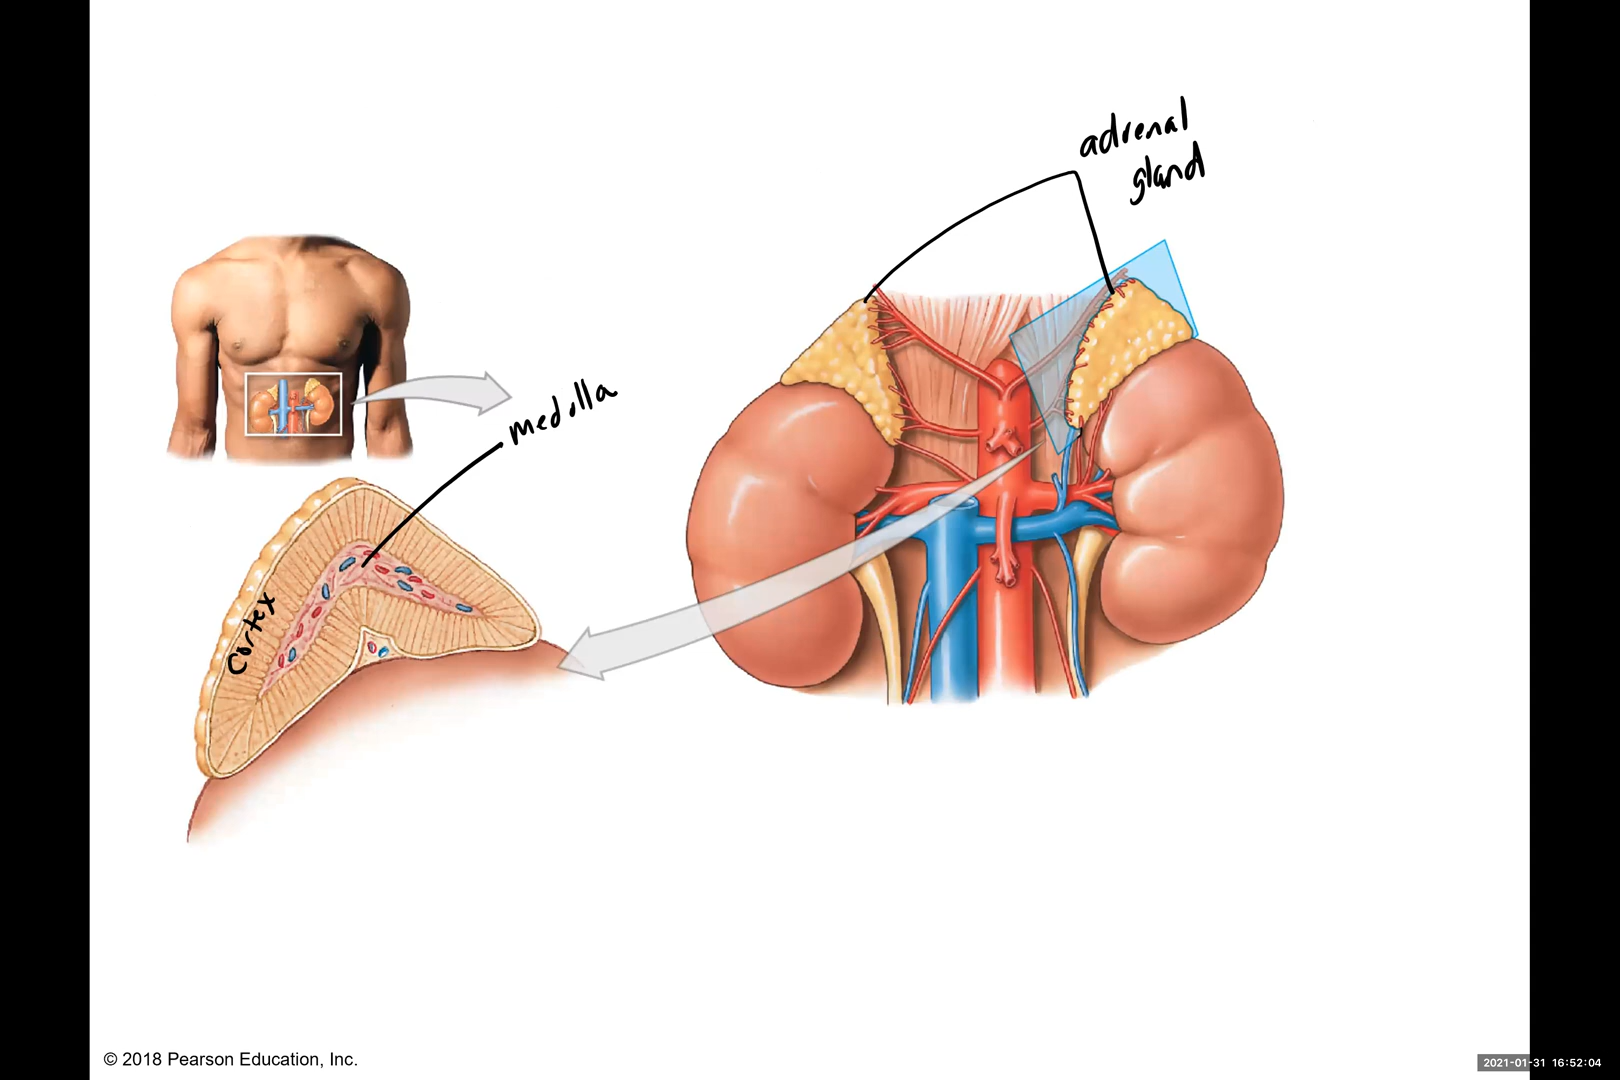 adrenal
gland
medulla
Cortex
© 2018 Pearson Education, Inc.
2021-01-31 16:52:04